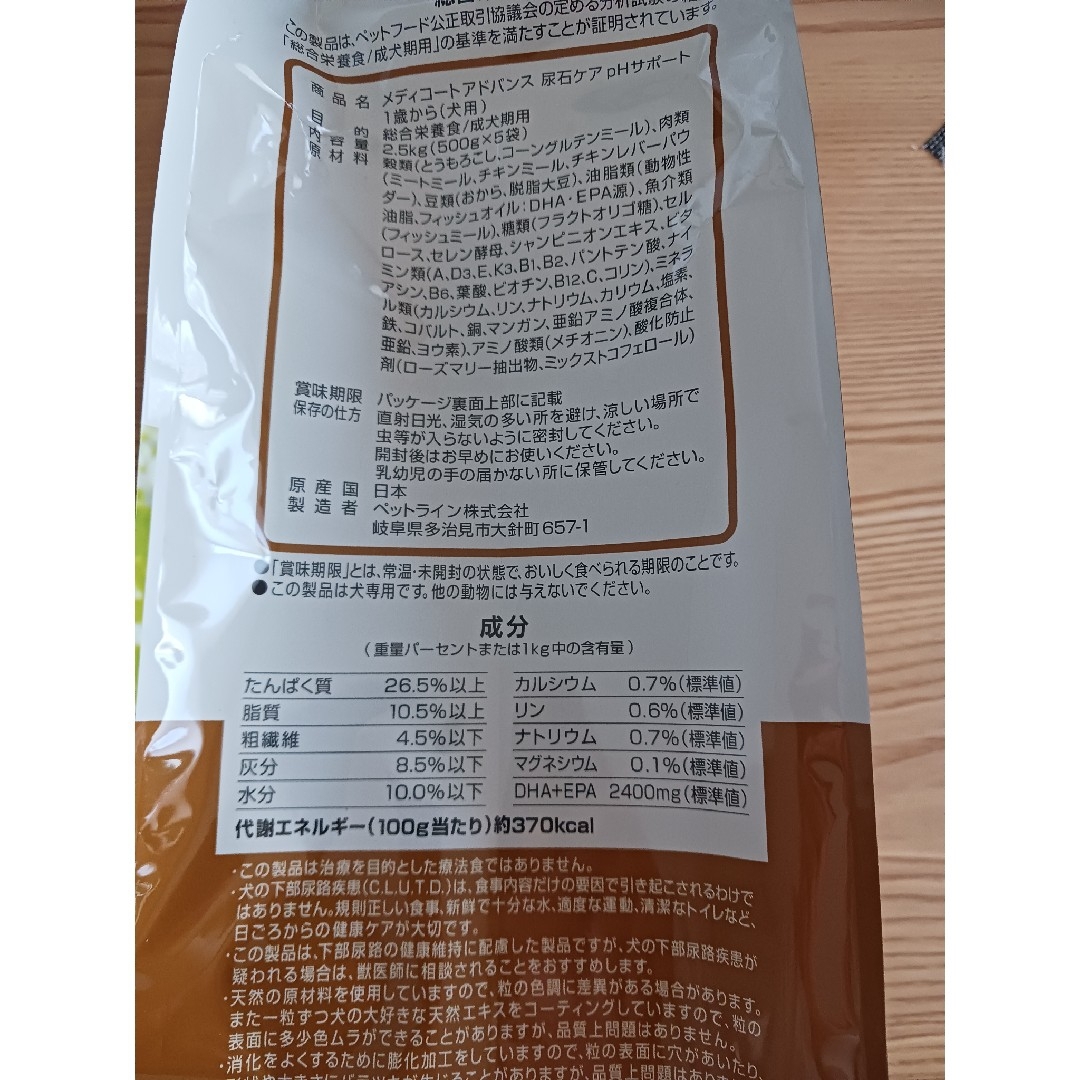 この製品は、ペットフード公正取引協議会の定める分析試験の
「総合栄養食/成犬期用」の基準を満たすことが証明されています。
商品名 メディコートアドバンス 尿石ケア pHサポート
1歳から(犬用)
目的 総合栄養食/成犬期用
内容量 2.5kg(500g×5袋)
原材料 穀類(とうもろこし、コーングルテンミール)、肉類
(ミートミール、チキンミール、チキンレバーパウ
ダー)、豆類(おから、脱脂大豆)、油脂類(動物性
油脂、フィッシュオイル:DHA・EPA源)、魚介類
(フィッシュミール)、糖類(フラクトオリゴ糖)、セル
ロース、セレン酵母、シャンピニオンエキス、ビタ
ミン類(A、D3、E、K3、B1、B2、パントテン酸、ナイ
アシン、B6、葉酸、ビオチン、B12、C、コリン)、ミネラ
ル類(カルシウム、リン、ナトリウム、カリウム、塩素、
鉄、コバルト、銅、マンガン、亜鉛アミノ酸複合体、
亜鉛、ヨウ素)、アミノ酸類(メチオニン)、酸化防止
剤(ローズマリー抽出物、ミックストコフェロール)
賞味期限 パッケージ裏面上部に記載
保存の仕方 直射日光、湿気の多い所を避け、涼しい場所で
虫等が入らないように密封してください。
開封後はお早めにお使いください。
乳幼児の手の届かない所に保管してください。
原産国 日本
製造者 ペットライン株式会社
岐阜県多治見市大針町657-1
●「賞味期限」とは、常温・未開封の状態で、おいしく食べられる期限のことです。
●この製品は犬専用です。他の動物には与えないでください。
成分
(重量パーセントまたは1kg中の含有量)
たんぱく質 26.5%以上 カルシウム 0.7%(標準値)
脂質 10.5%以上 リン 0.6%(標準値)
粗繊維 4.5%以下 ナトリウム 0.7%(標準値)
灰分 8.5%以下 マグネシウム 0.1%(標準値)
水分 10.0%以下 DHA+EPA 2400mg(標準値)
代謝エネルギー(100g当たり)約370kcal
・この製品は治療を目的とした療法食ではありません。
・犬の下部尿路疾患(C.L.U.T.D.)は、食事内容だけの要因で引き起こされるわけで
はありません。規則正しい食事、新鮮で十分な水、適度な運動、清潔なトイレなど、
日ごろからの健康ケアが大切です。
・この製品は、下部尿路の健康維持に配慮した製品ですが、犬の下部尿路疾患が
疑われる場合は、獣医師に相談されることをおすすめします。
・天然の原材料を使用していますので、粒の色調に差異がある場合があります。
また一粒ずつ犬の大好きな天然エキスをコーティングしていますので、粒の
表面に多少色ムラができることがありますが、品質上問題はありません。
・消化をよくするために膨化加工をしていますので、粒の表面に穴があいたり、